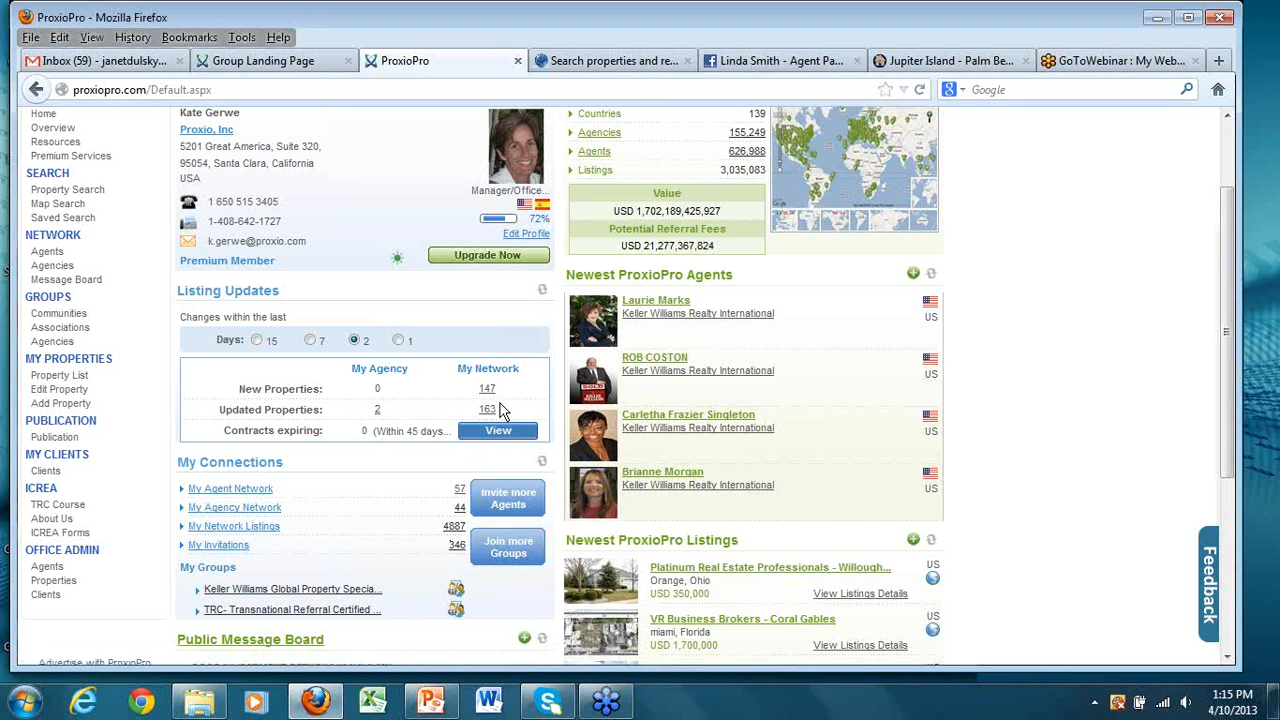 ProxioPro - Mozilla Firefox
File Edit View History Bookmarks Tools Help
Inbox (59) - janetdulsky...
Group Landing Page
ProxioPro
Search properties and re...
Linda Smith - Agent Pa...
Jupiter Island - Palm Be...
GoToWebinar : My Web...
proxiopro.com/Default.aspx
Google
Home
Overview
Resources
Premium Services
SEARCH
Property Search
Map Search
Saved Search
NETWORK
Agents
Agencies
Message Board
GROUPS
Communities
Associations
Agencies
MY PROPERTIES
Property List
Edit Property
Add Property
PUBLICATION
Publication
MY CLIENTS
Clients
ICREA
TRC Course
About Us
ICREA Forms
OFFICE ADMIN
Agents
Properties
Clients
Advertise with ProxioPro
Kate Gerwe
Proxio, Inc
5201 Great America, Suite 320,
95054, Santa Clara, California
USA
Manager/Office...
1 650 515 3405
1-408-642-1727
72%
Edit Profile
k.gerwe@proxio.com
Premium Member
Upgrade Now
Listing Updates
Changes within the last
Days: 15 7 2 1
My Agency My Network
New Properties: 0 147
Updated Properties: 2 163
Contracts expiring: 0 (Within 45 days... View
My Connections
My Agent Network 57
My Agency Network 44
My Network Listings 4887
My Invitations 346
Invite more Agents
Join more Groups
My Groups
Keller Williams Global Property Specia...
TRC- Transnational Referral Certified ...
Public Message Board
Countries 139
Agencies 155,249
Agents 626,988
Listings 3,035,083
Value
USD 1,702,189,425,927
Potential Referral Fees
USD 21,277,367,824
Newest ProxioPro Agents
Laurie Marks
Keller Williams Realty International
US
ROB COSTON
Keller Williams Realty International
US
Carletha Frazier Singleton
Keller Williams Realty International
US
Brianne Morgan
Keller Williams Realty International
US
Newest ProxioPro Listings
Platinum Real Estate Professionals - Willough...
US
Orange, Ohio
USD 350,000 View Listings Details
VR Business Brokers - Coral Gables
US
miami, Florida
USD 1,700,000 View Listings Details
Feedback
1:15 PM
4/10/2013